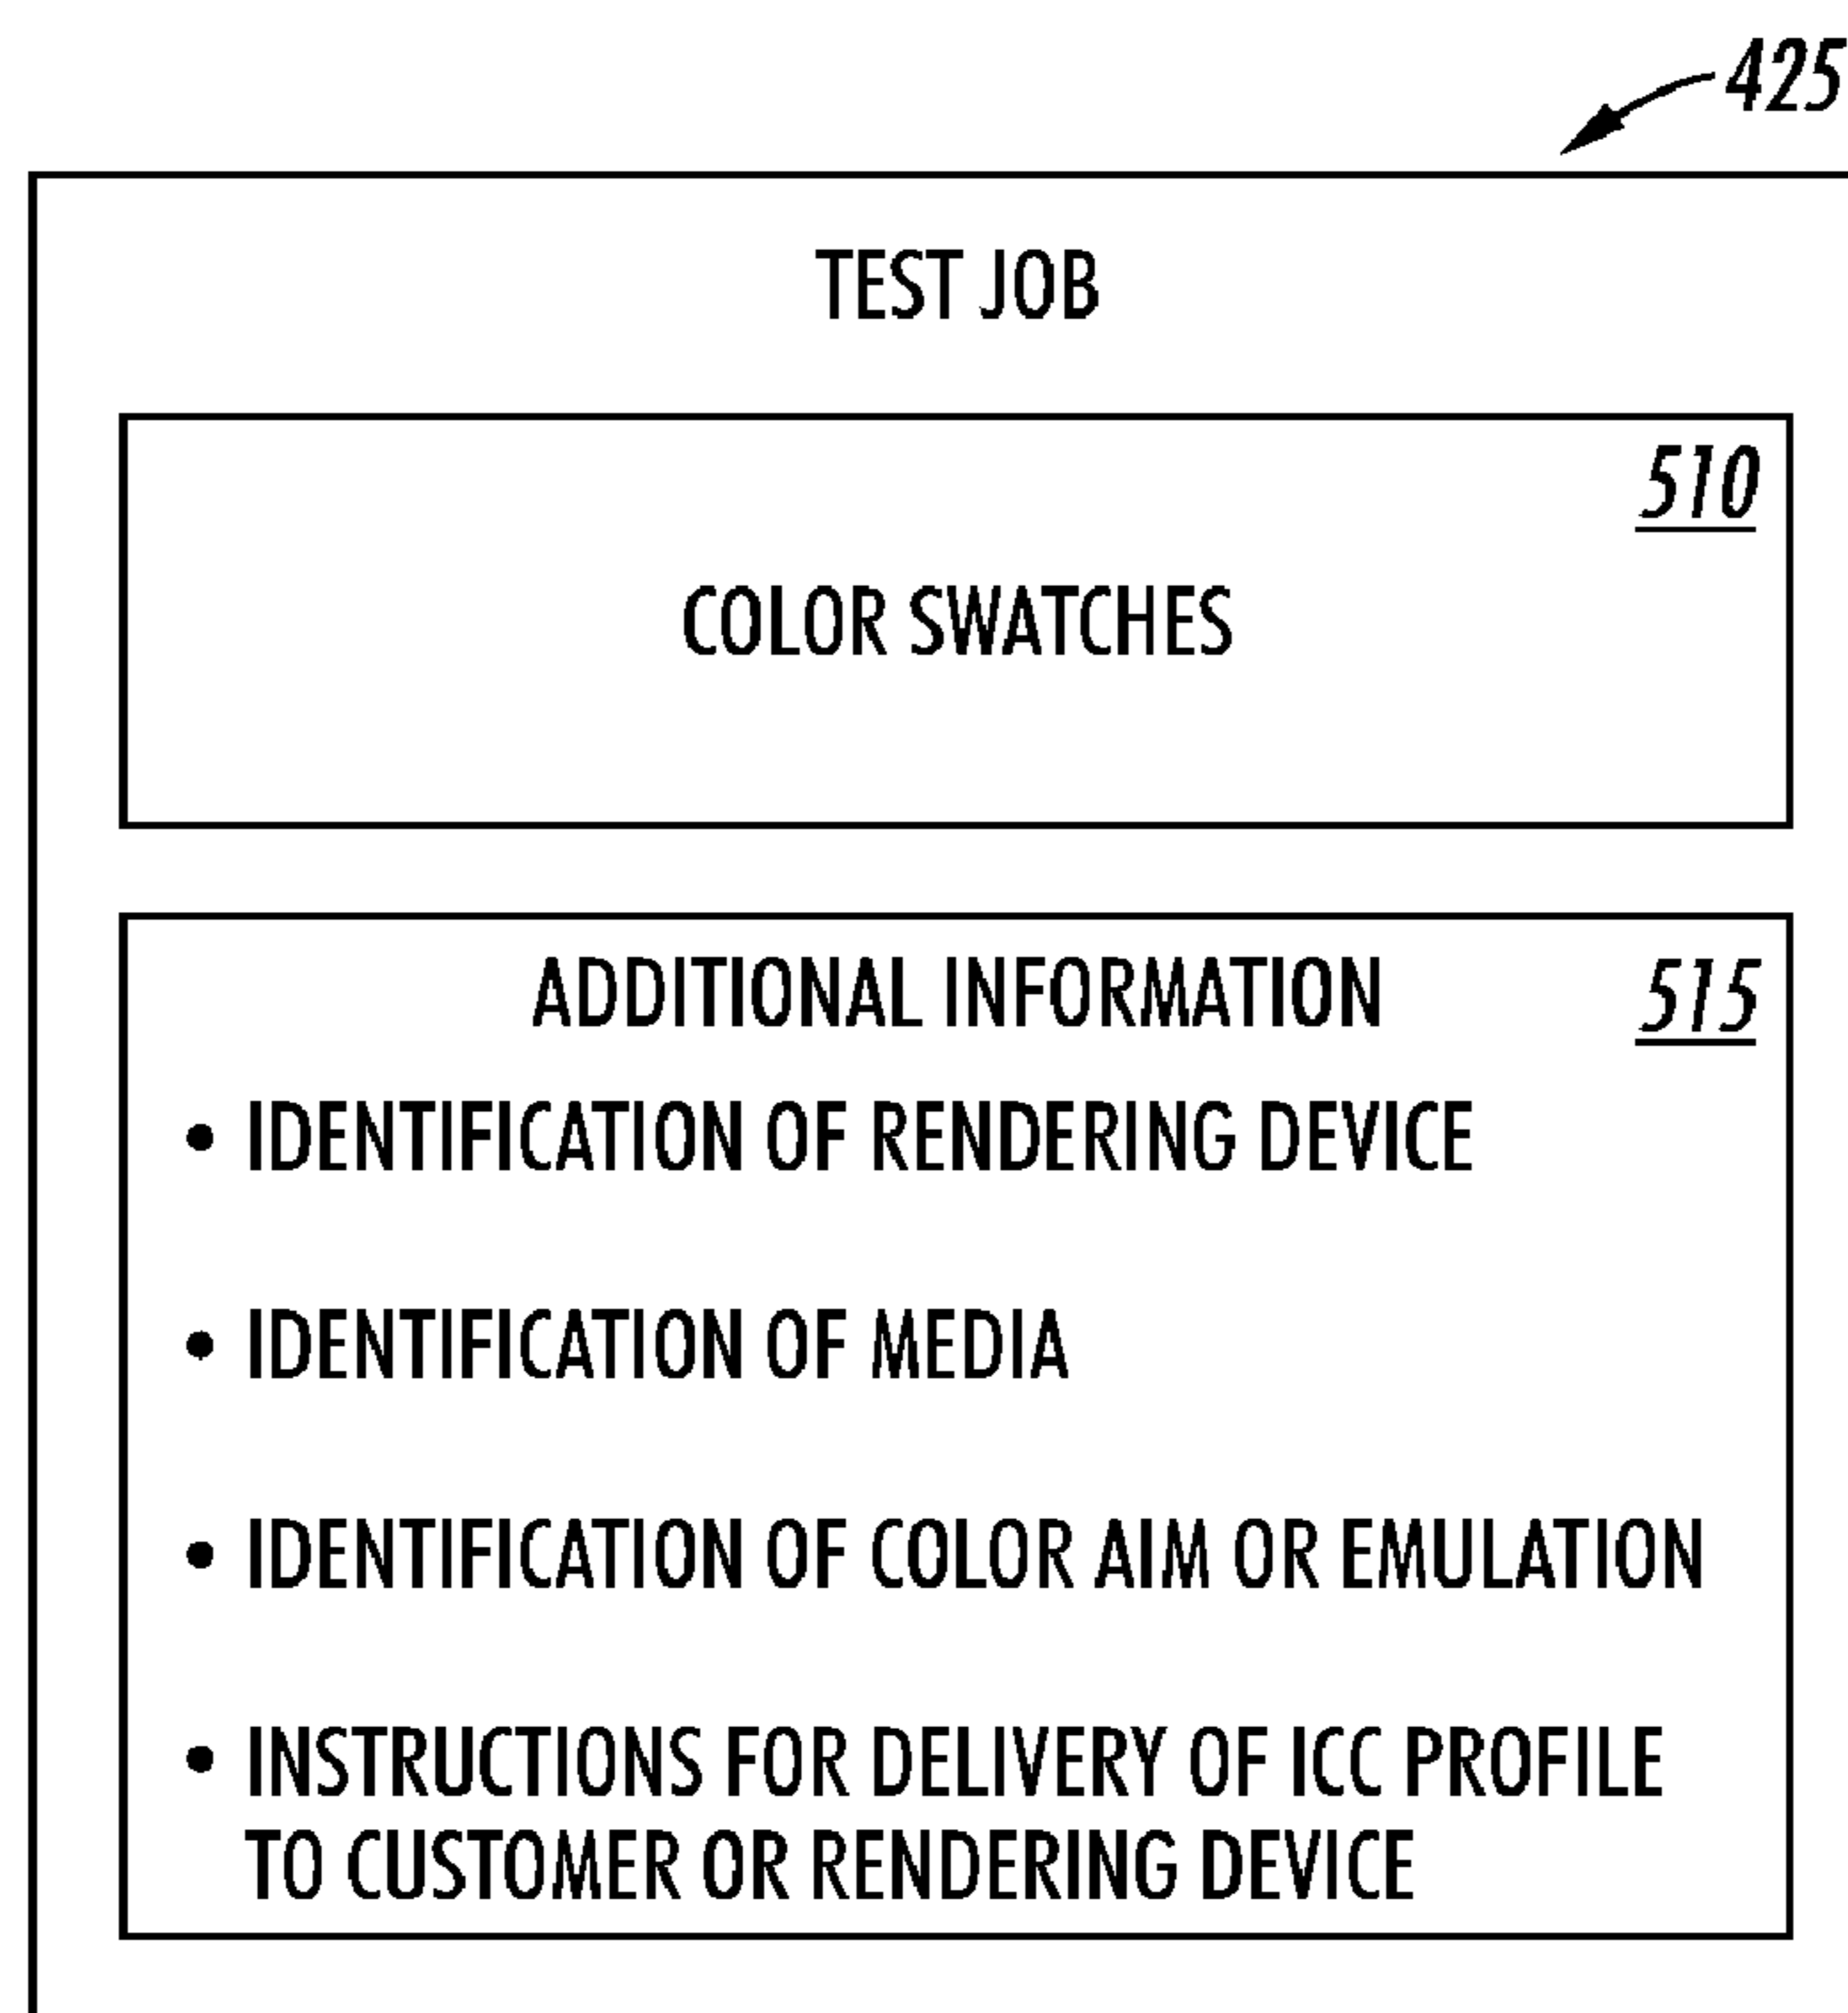 425
TEST JOB
510
COLOR SWATCHES
ADDITIONAL INFORMATION 515
• IDENTIFICATION OF RENDERING DEVICE
• IDENTIFICATION OF MEDIA
• IDENTIFICATION OF COLOR AIM OR EMULATION
• INSTRUCTIONS FOR DELIVERY OF ICC PROFILE
TO CUSTOMER OR RENDERING DEVICE